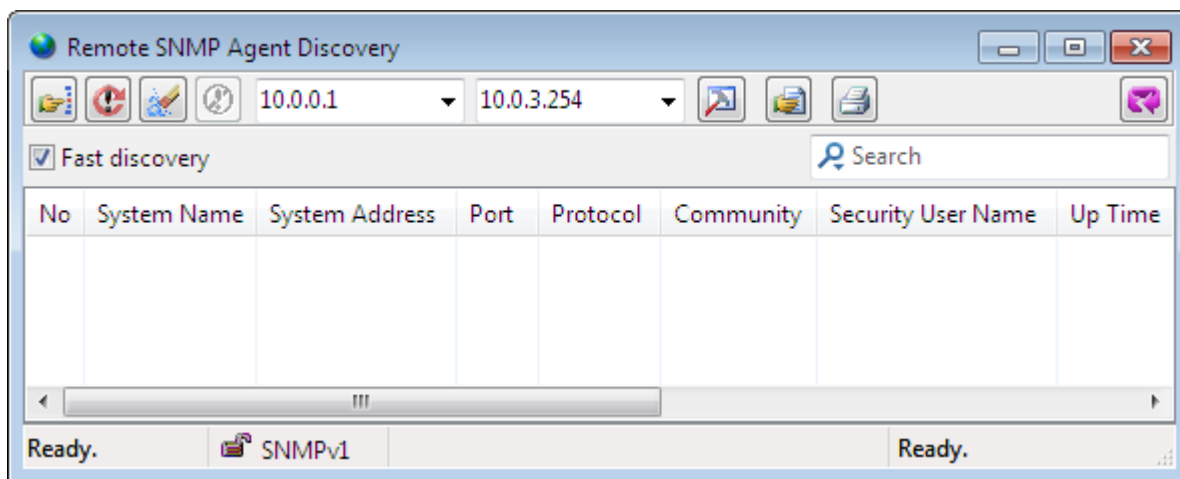 Remote SNMP Agent Discovery
10.0.0.1 10.0.3.254
Fast discovery Search
No System Name System Address Port Protocol Community Security User Name Up Time
Ready. SNMPv1 Ready.